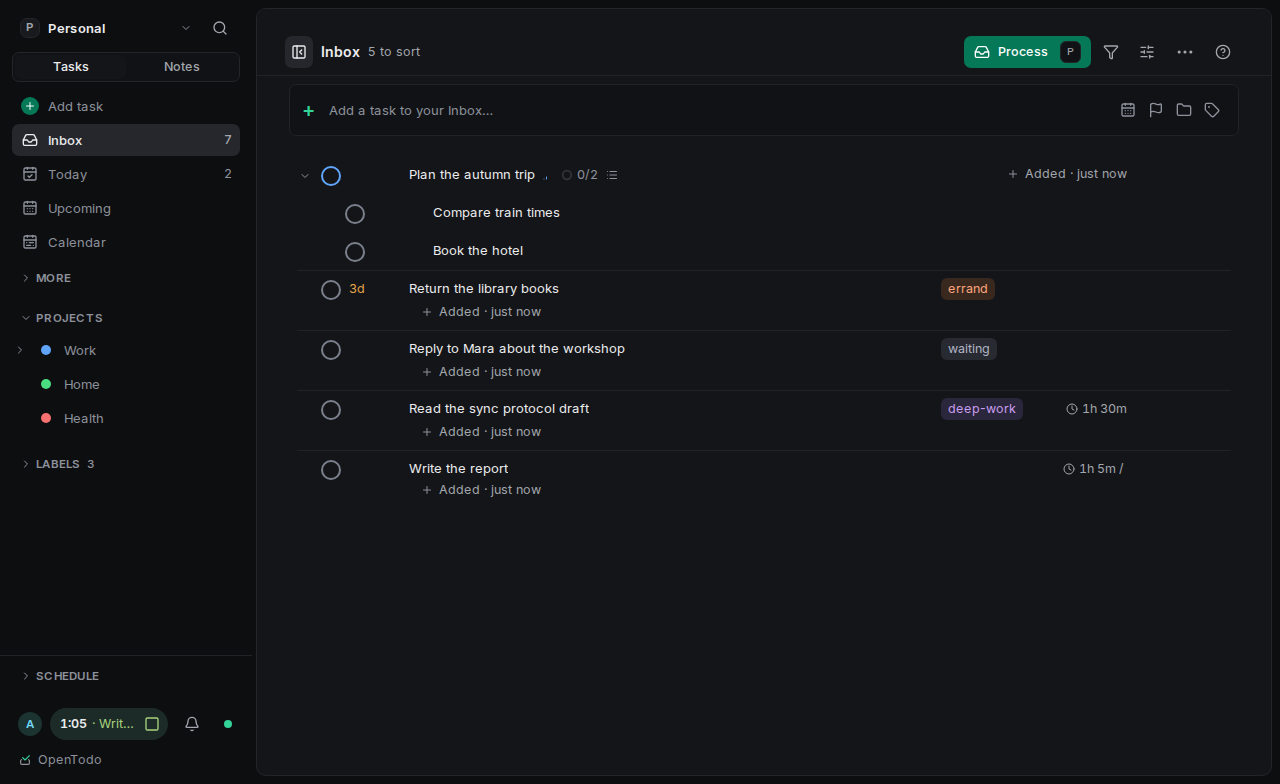 P Personal
Tasks Notes
Add task
Inbox 7
Today 2
Upcoming
Calendar
MORE
PROJECTS
Work
Home
Health
LABELS 3
SCHEDULE
A 1:05 · Writ...
OpenTodo
Inbox 5 to sort
Process P
Add a task to your Inbox...
Plan the autumn trip 0/2 Added · just now
Compare train times
Book the hotel
3d Return the library books errand
Added · just now
Reply to Mara about the workshop waiting
Added · just now
Read the sync protocol draft deep-work 1h 30m
Added · just now
Write the report 1h 5m /
Added · just now